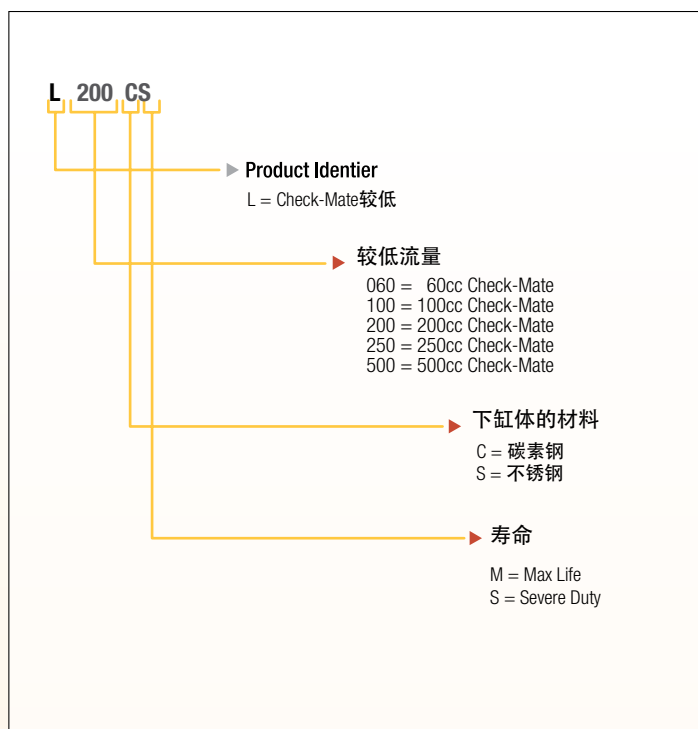 L 200 CS
Product Identier
L = Check-Mate较低
较低流量
060 = 60cc Check-Mate
100 = 100cc Check-Mate
200 = 200cc Check-Mate
250 = 250cc Check-Mate
500 = 500cc Check-Mate
下缸体的材料
C = 碳素钢
S = 不锈钢
寿命
M = Max Life
S = Severe Duty